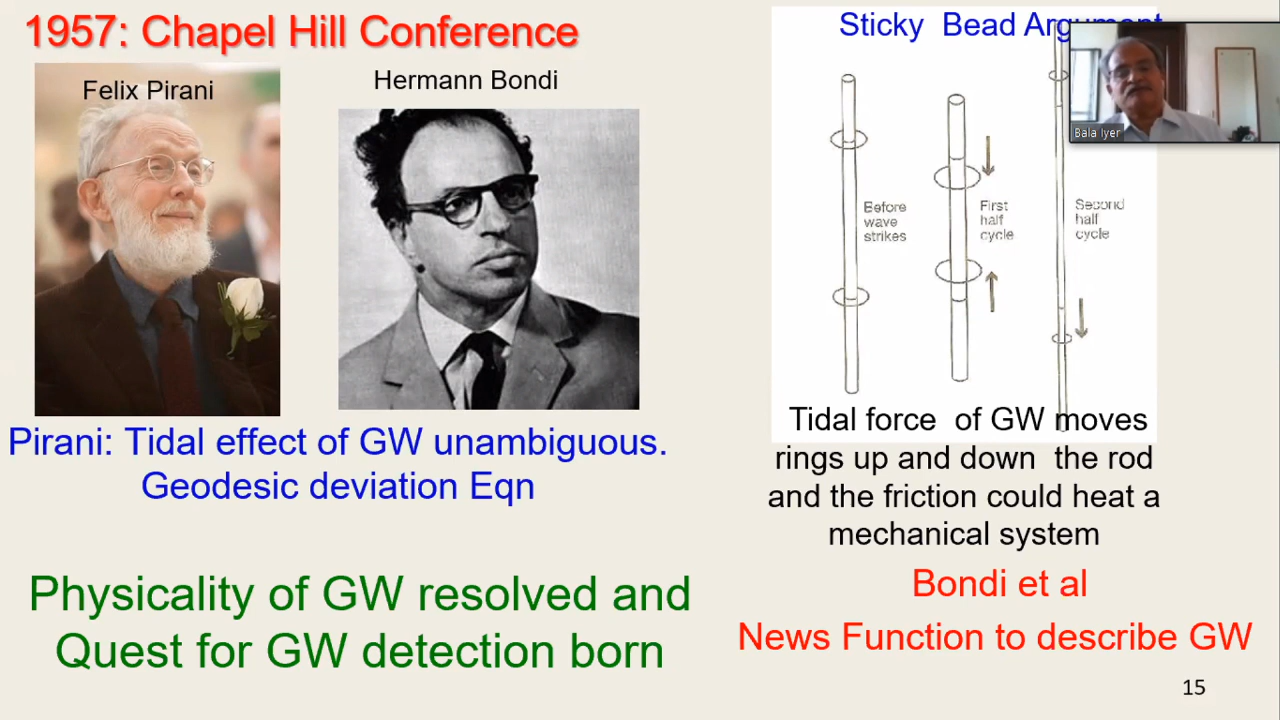 1957: Chapel Hill Conference
Felix Pirani
Hermann Bondi
Pirani: Tidal effect of GW unambiguous.
Geodesic deviation Eqn
Physicality of GW resolved and
Quest for GW detection born
Sticky Bead Argument
Bala Iyer
Before
wave
strikes
First
half
cycle
Second
half
cycle
Tidal force of GW moves
rings up and down the rod
and the friction could heat a
mechanical system
Bondi et al
News Function to describe GW
15